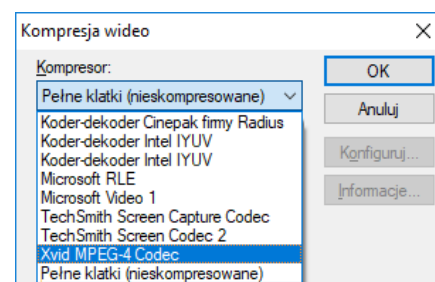 Kompresja wideo
Kompresor:
Pełne klatki (nieskompresowane)
Koder-dekoder Cinepak firmy Radius
Koder-dekoder Intel IYUV
Koder-dekoder Intel IYUV
Microsoft RLE
Microsoft Video 1
TechSmith Screen Capture Codec
TechSmith Screen Codec 2
Xvid MPEG-4 Codec
Pełne klatki (nieskompresowane)
OK
Anuluj
Konfiguruj...
Informacje...